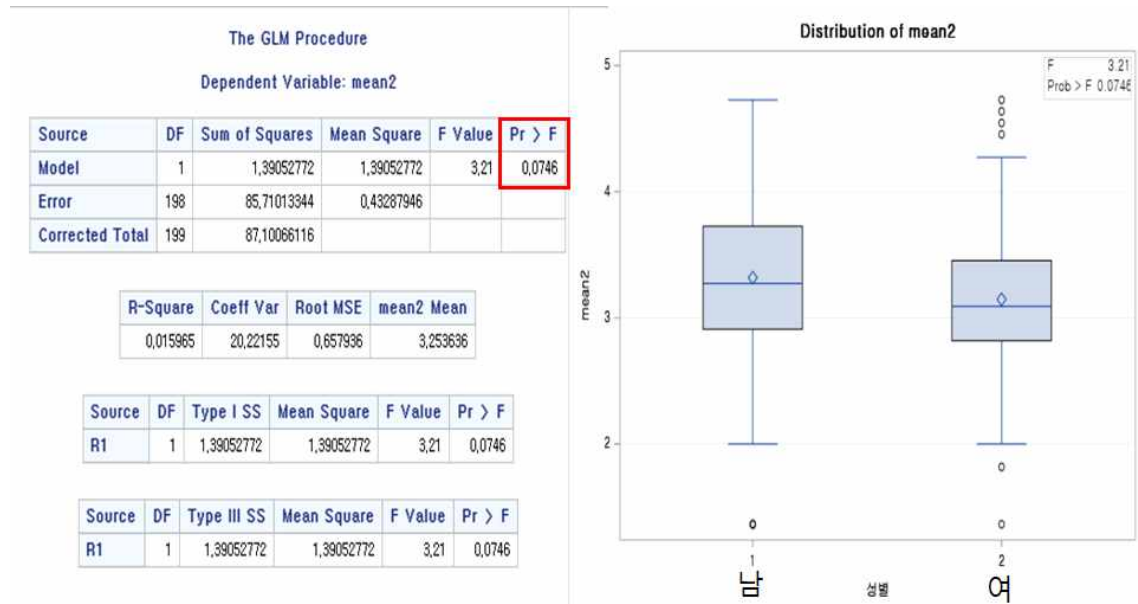 The GLM Procedure
Dependent Variable: mean2
Source DF Sum of Squares Mean Square F Value Pr > F
Model 1 1,39052772 1,39052772 3,21 0,0746
Error 198 85,71013344 0,43287946
Corrected Total 199 87,10066116
R-Square Coeff Var Root MSE mean2 Mean
0,015965 20,22155 0,657936 3,253636
Source DF Type I SS Mean Square F Value Pr > F
R1 1 1,39052772 1,39052772 3,21 0,0746
Source DF Type III SS Mean Square F Value Pr > F
R1 1 1,39052772 1,39052772 3,21 0,0746
Distribution of mean2
F 3.21
Prob > F 0.0746
5
4
3
2
mean2
1 2
남 성별 여